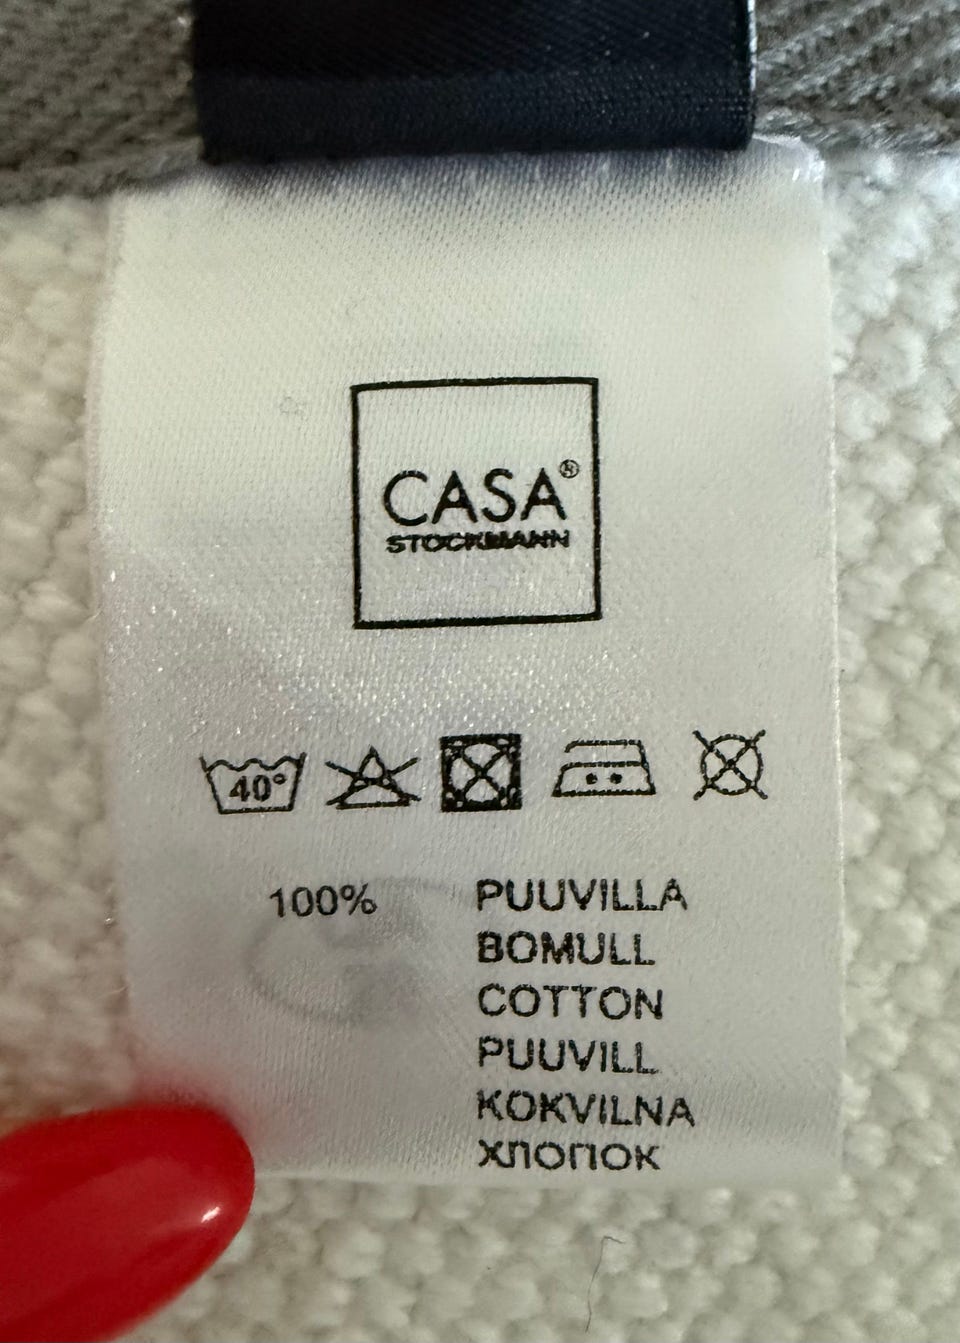 CASA®
STOCKMANN
40°
100% PUUVILLA
BOMULL
COTTON
PUUVILL
KOKVILNA
ХЛОПОК